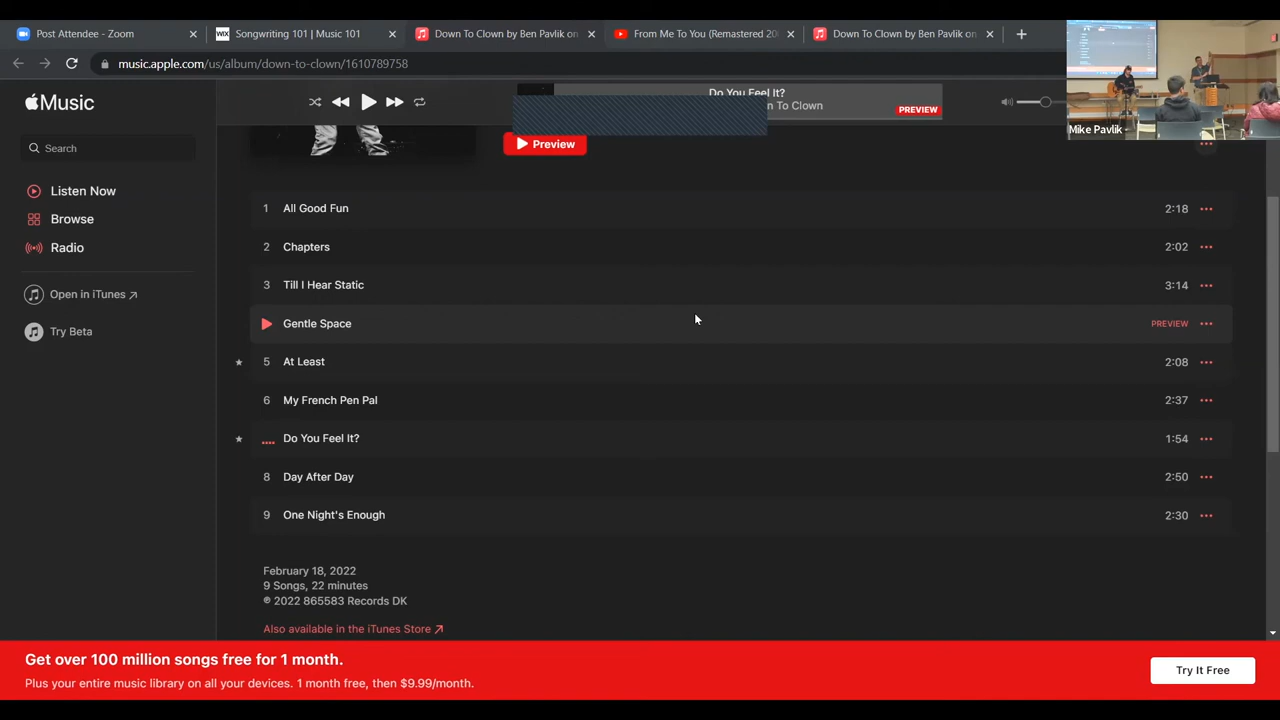 Post Attendee - Zoom
WIX Songwriting 101 | Music 101
Down To Clown by Ben Pavlik on
From Me To You (Remastered 20
Down To Clown by Ben Pavlik on
music.apple.com/us/album/down-to-clown/1610785758
Music
Do You Feel It?
n To Clown
PREVIEW
Mike Pavlik
Search
Preview
Listen Now
Browse
Radio
Open in iTunes
Try Beta
1 All Good Fun 2:18
2 Chapters 2:02
3 Till I Hear Static 3:14
Gentle Space PREVIEW
5 At Least 2:08
6 My French Pen Pal 2:37
Do You Feel It? 1:54
8 Day After Day 2:50
9 One Night's Enough 2:30
February 18, 2022
9 Songs, 22 minutes
℗ 2022 865583 Records DK
Also available in the iTunes Store
Get over 100 million songs free for 1 month.
Plus your entire music library on all your devices. 1 month free, then $9.99/month.
Try It Free